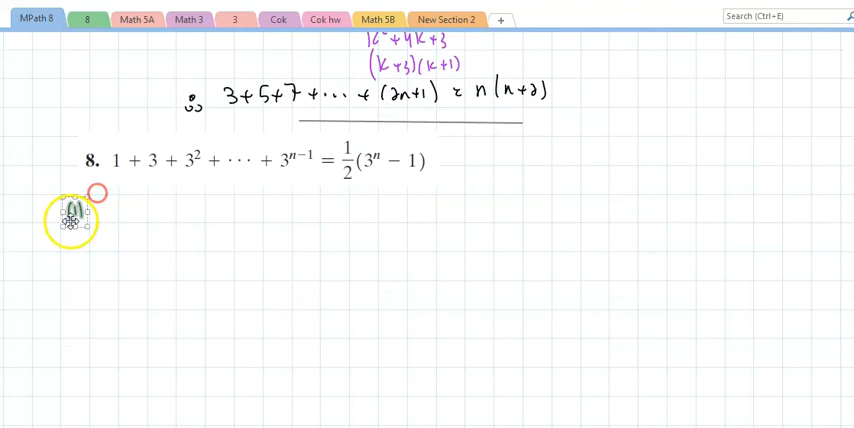 MPath 8 8 Math 5A Math 3 3 Cok Cok hw Math 5B New Section 2 + Search (Ctrl+E)
k² + 4k + 3
(k+3)(k+1)
∴ 3+5+7+⋯+(2n+1) = n(n+2)
8. 1 + 3 + 3² + ⋯ + 3ⁿ⁻¹ = 1/2 (3ⁿ − 1)
(1)